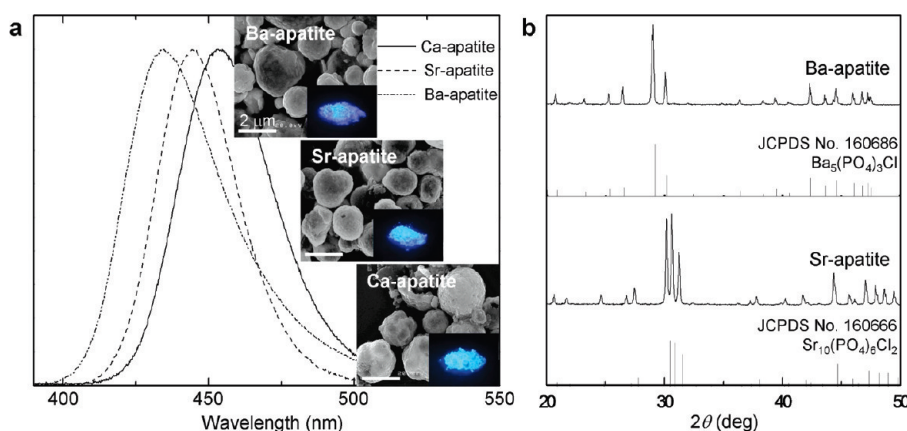 a
Ba-apatite
Ca-apatite
Sr-apatite
Ba-apatite
2 μm
Sr-apatite
Ca-apatite
400
450
500
550
Wavelength (nm)
b
Ba-apatite
JCPDS No. 160686
Ba5(PO4)3Cl
Sr-apatite
JCPDS No. 160666
Sr10(PO4)6Cl2
20
30
40
50
2θ (deg)